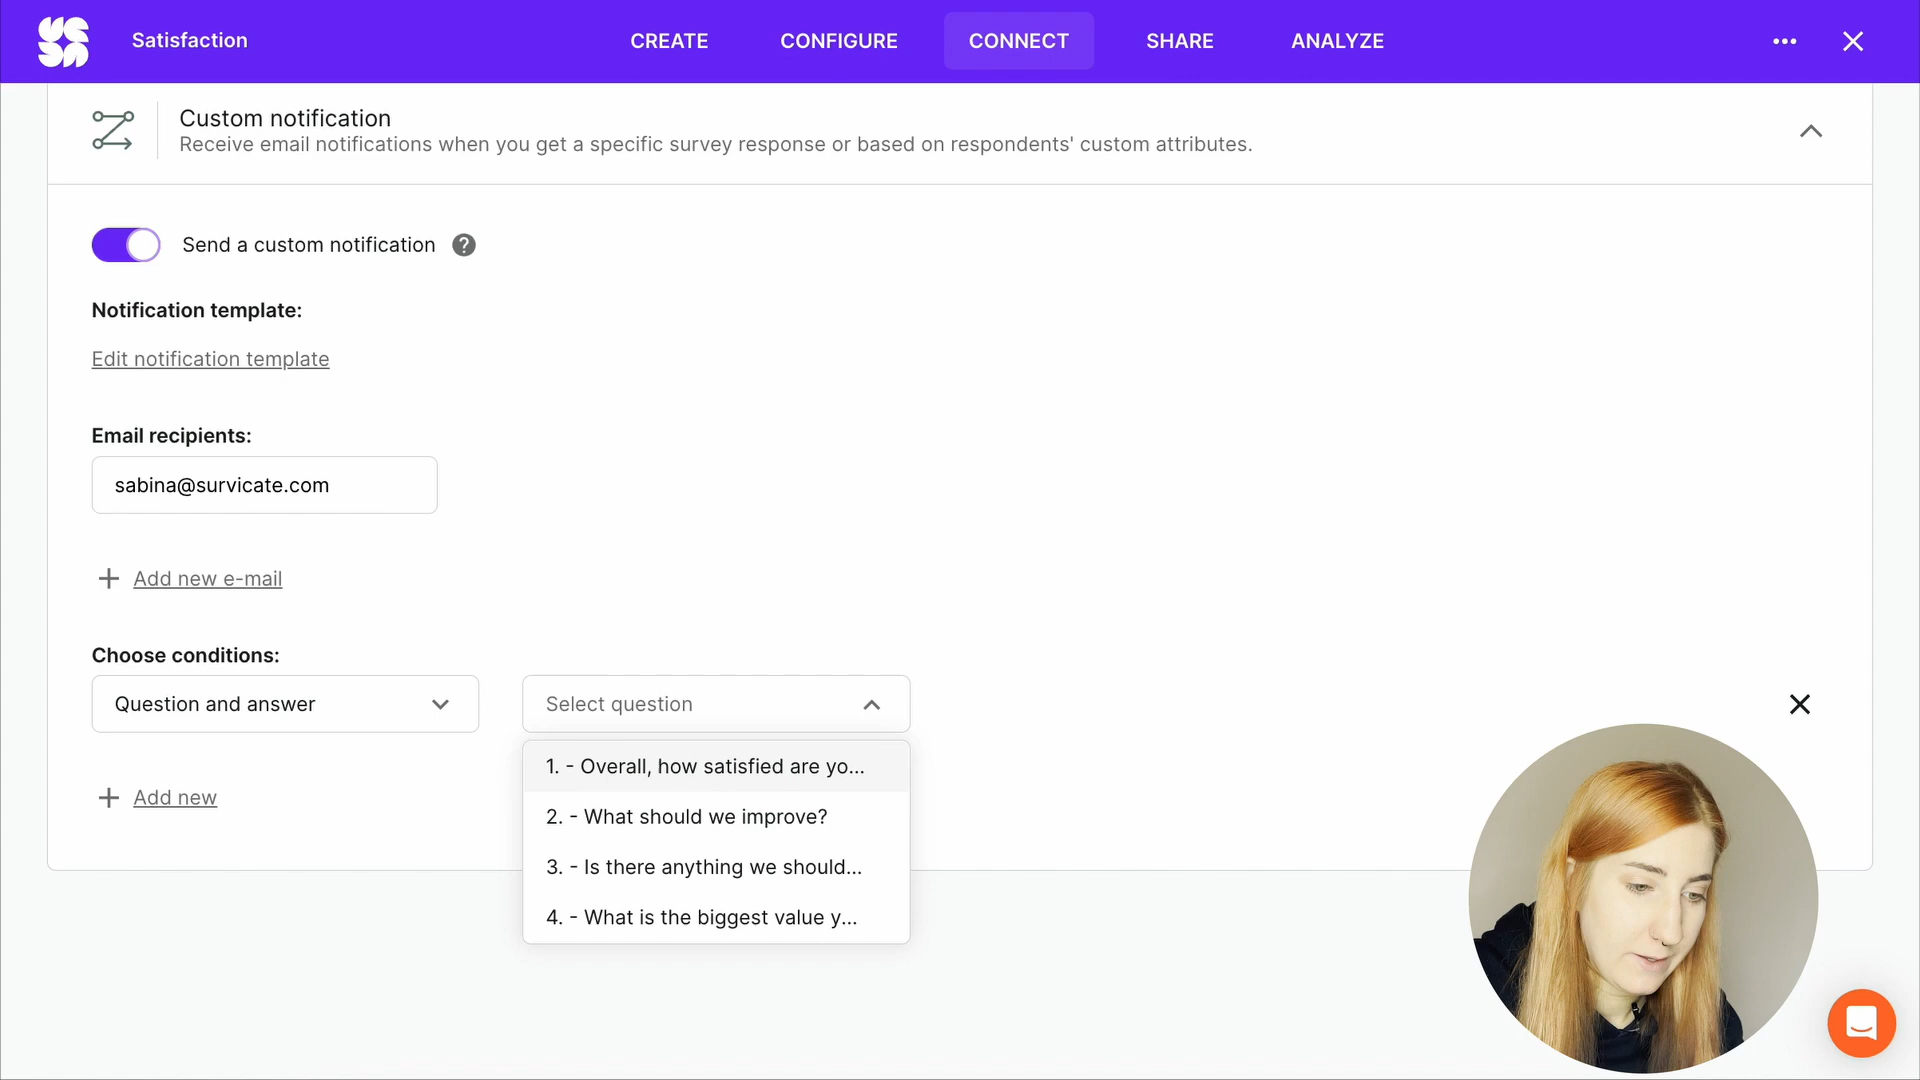 Satisfaction
CREATE
CONFIGURE
CONNECT
SHARE
ANALYZE
Custom notification
Receive email notifications when you get a specific survey response or based on respondents' custom attributes.
Send a custom notification ?
Notification template:
Edit notification template
Email recipients:
sabina@survicate.com
Add new e-mail
Choose conditions:
Question and answer
Select question
1. - Overall, how satisfied are yo...
2. - What should we improve?
3. - Is there anything we should...
4. - What is the biggest value y...
Add new